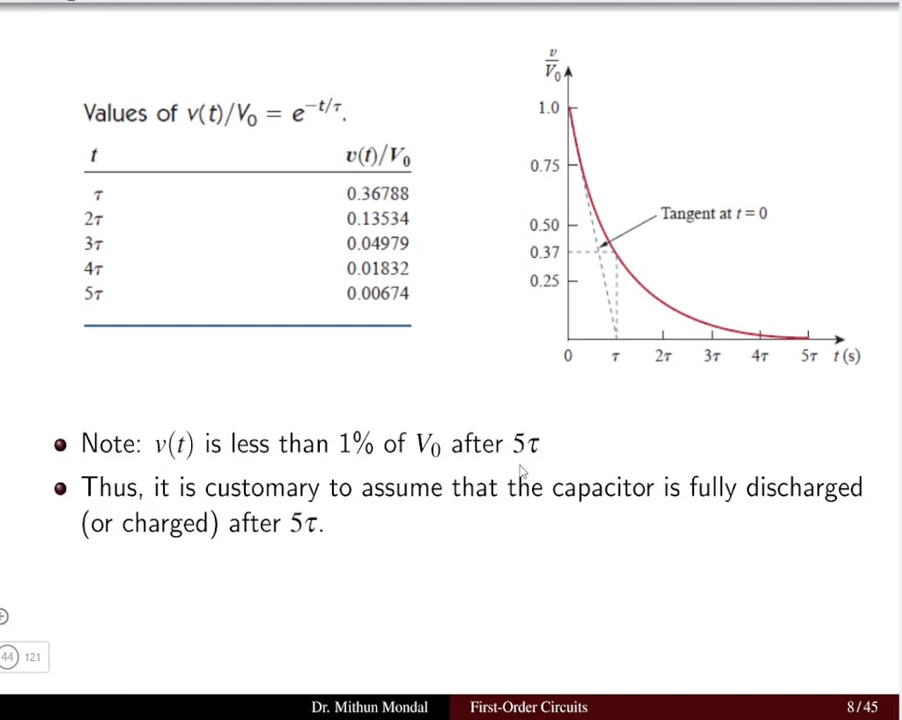 Values of v(t)/V₀ = e^{-t/τ}.
t v(t)/V₀
τ 0.36788
2τ 0.13534
3τ 0.04979
4τ 0.01832
5τ 0.00674
v/V₀
1.0
0.75
Tangent at t = 0
0.50
0.37
0.25
0 τ 2τ 3τ 4τ 5τ t(s)
Note: v(t) is less than 1% of V₀ after 5τ
Thus, it is customary to assume that the capacitor is fully discharged
(or charged) after 5τ.
44 121
Dr. Mithun Mondal First-Order Circuits 8/45